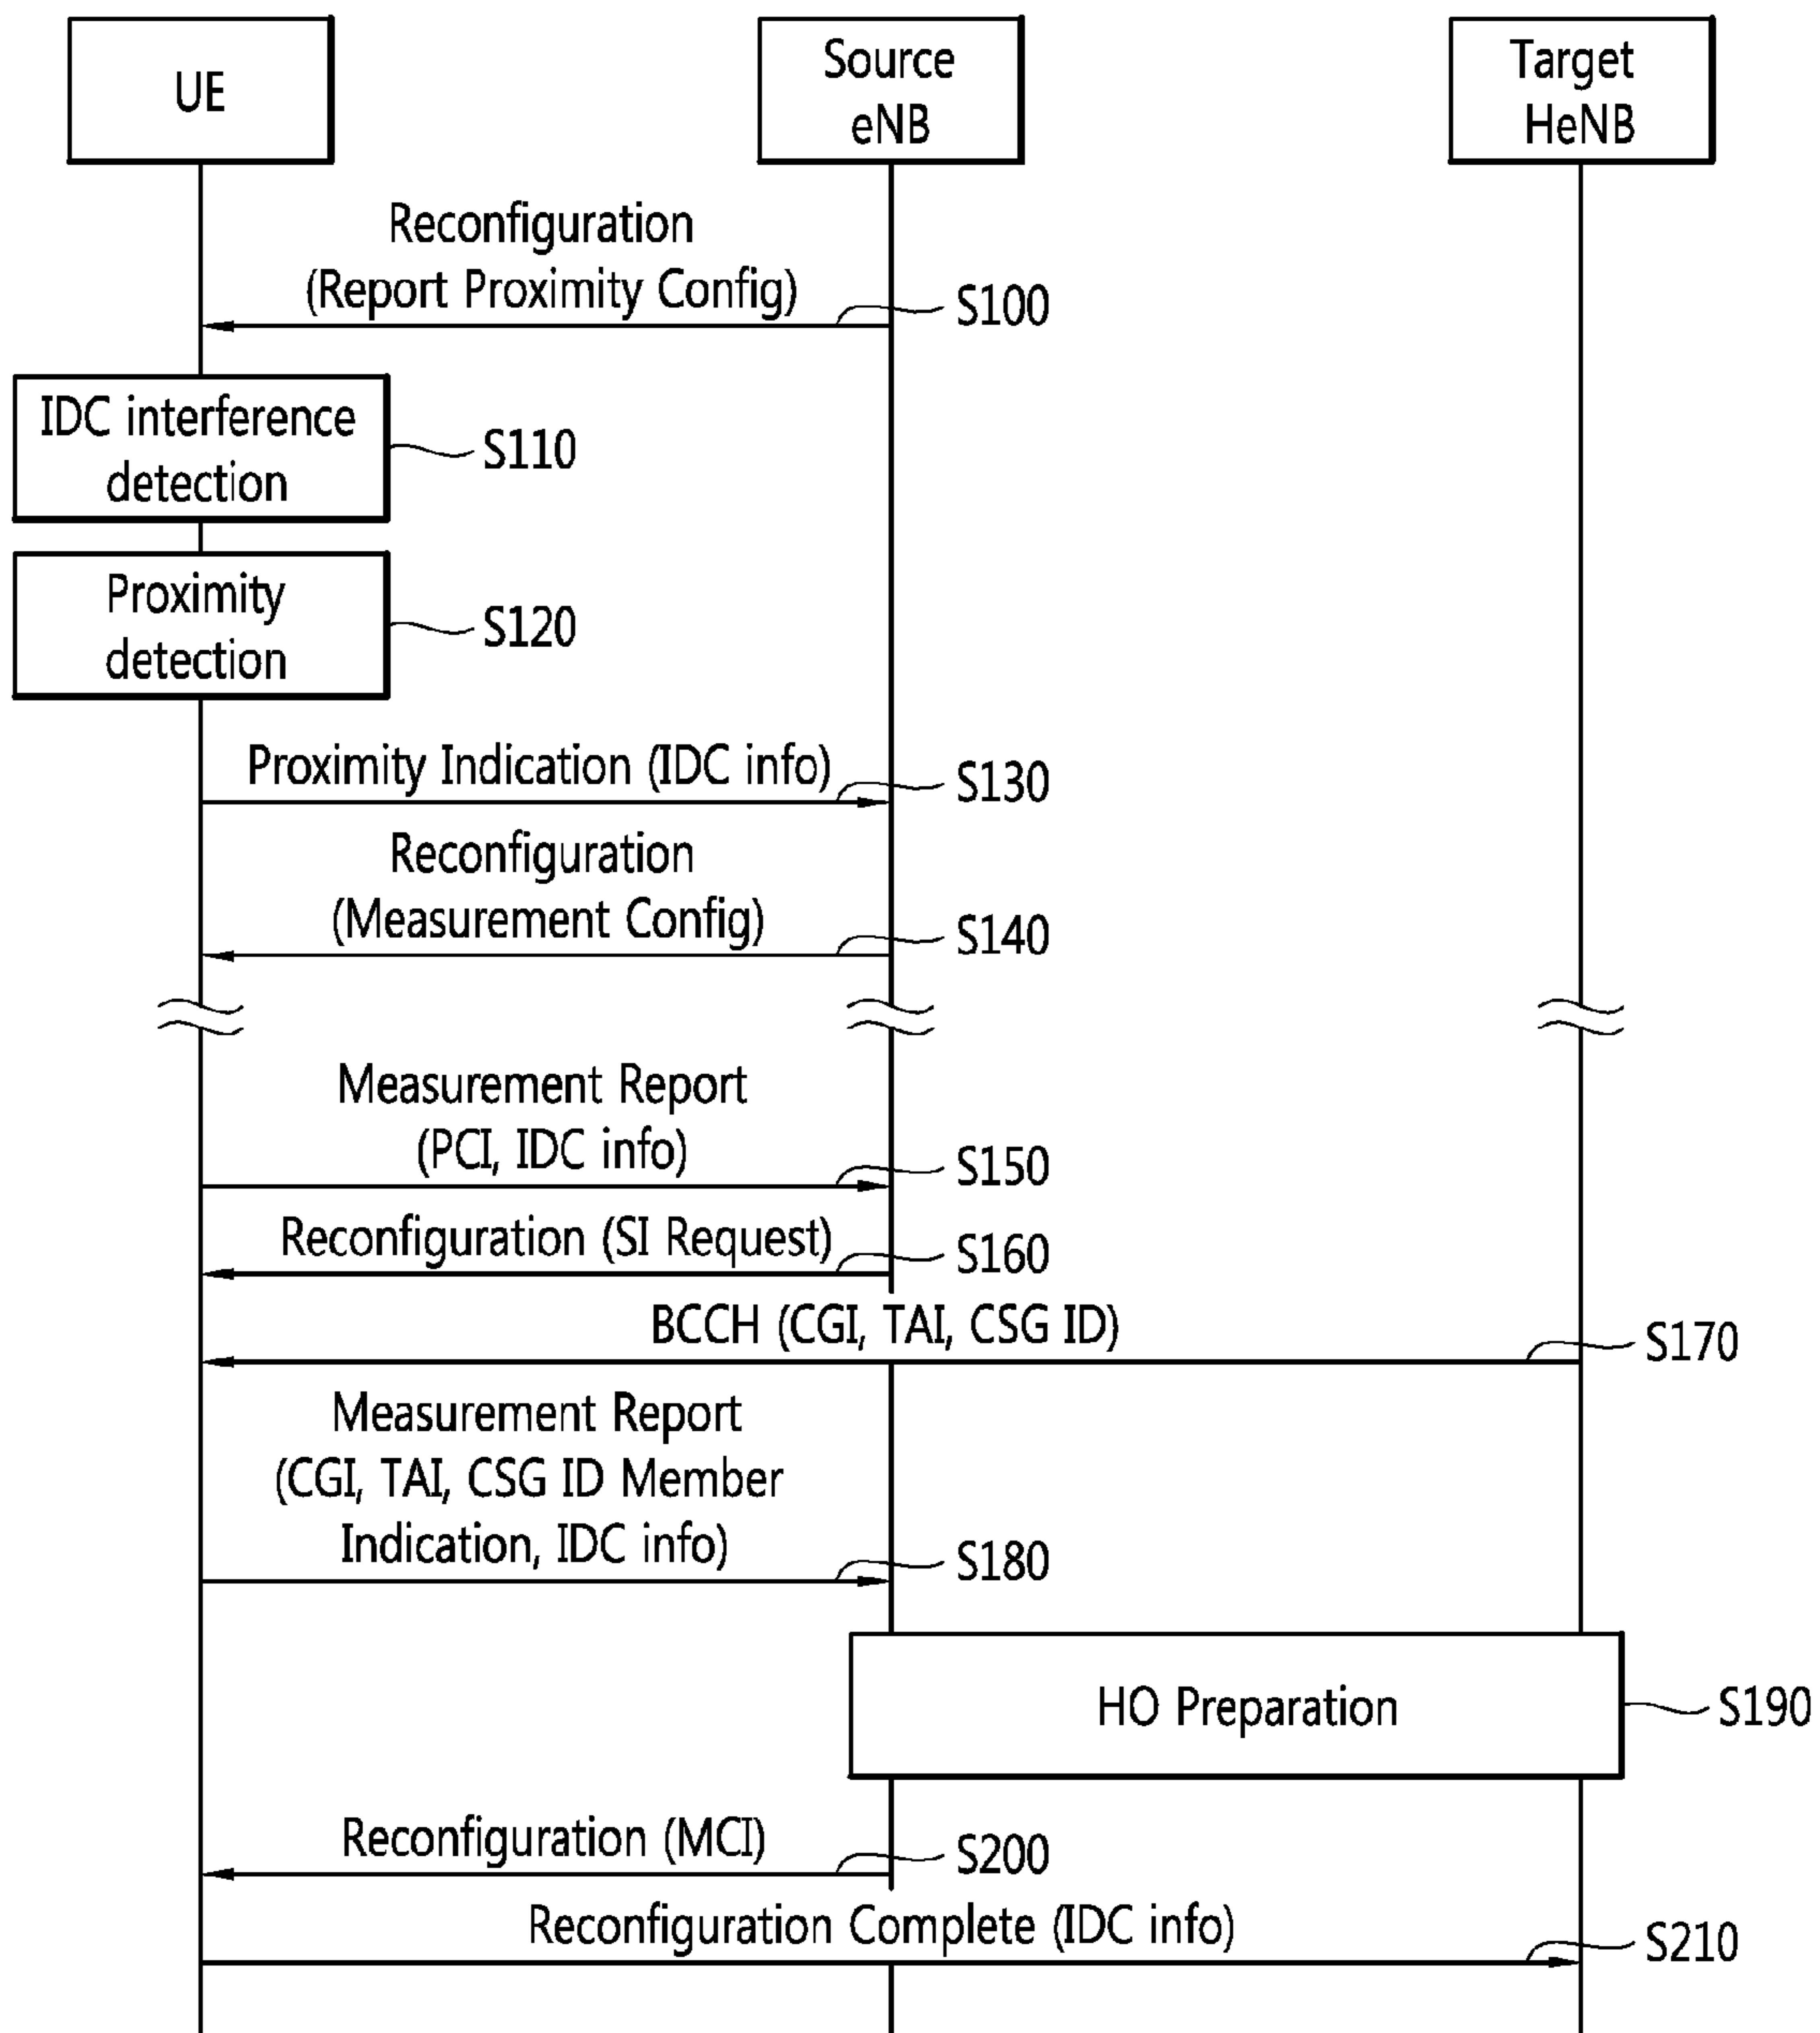 UE
Source
eNB
Target
HeNB
Reconfiguration
(Report Proximity Config)
S100
IDC interference
detection
S110
Proximity
detection
S120
Proximity Indication (IDC info)
S130
Reconfiguration
(Measurement Config)
S140
Measurement Report
(PCI, IDC info)
S150
Reconfiguration (SI Request)
S160
BCCH (CGI, TAI, CSG ID)
S170
Measurement Report
(CGI, TAI, CSG ID Member
Indication, IDC info)
S180
HO Preparation
S190
Reconfiguration (MCI)
S200
Reconfiguration Complete (IDC info)
S210